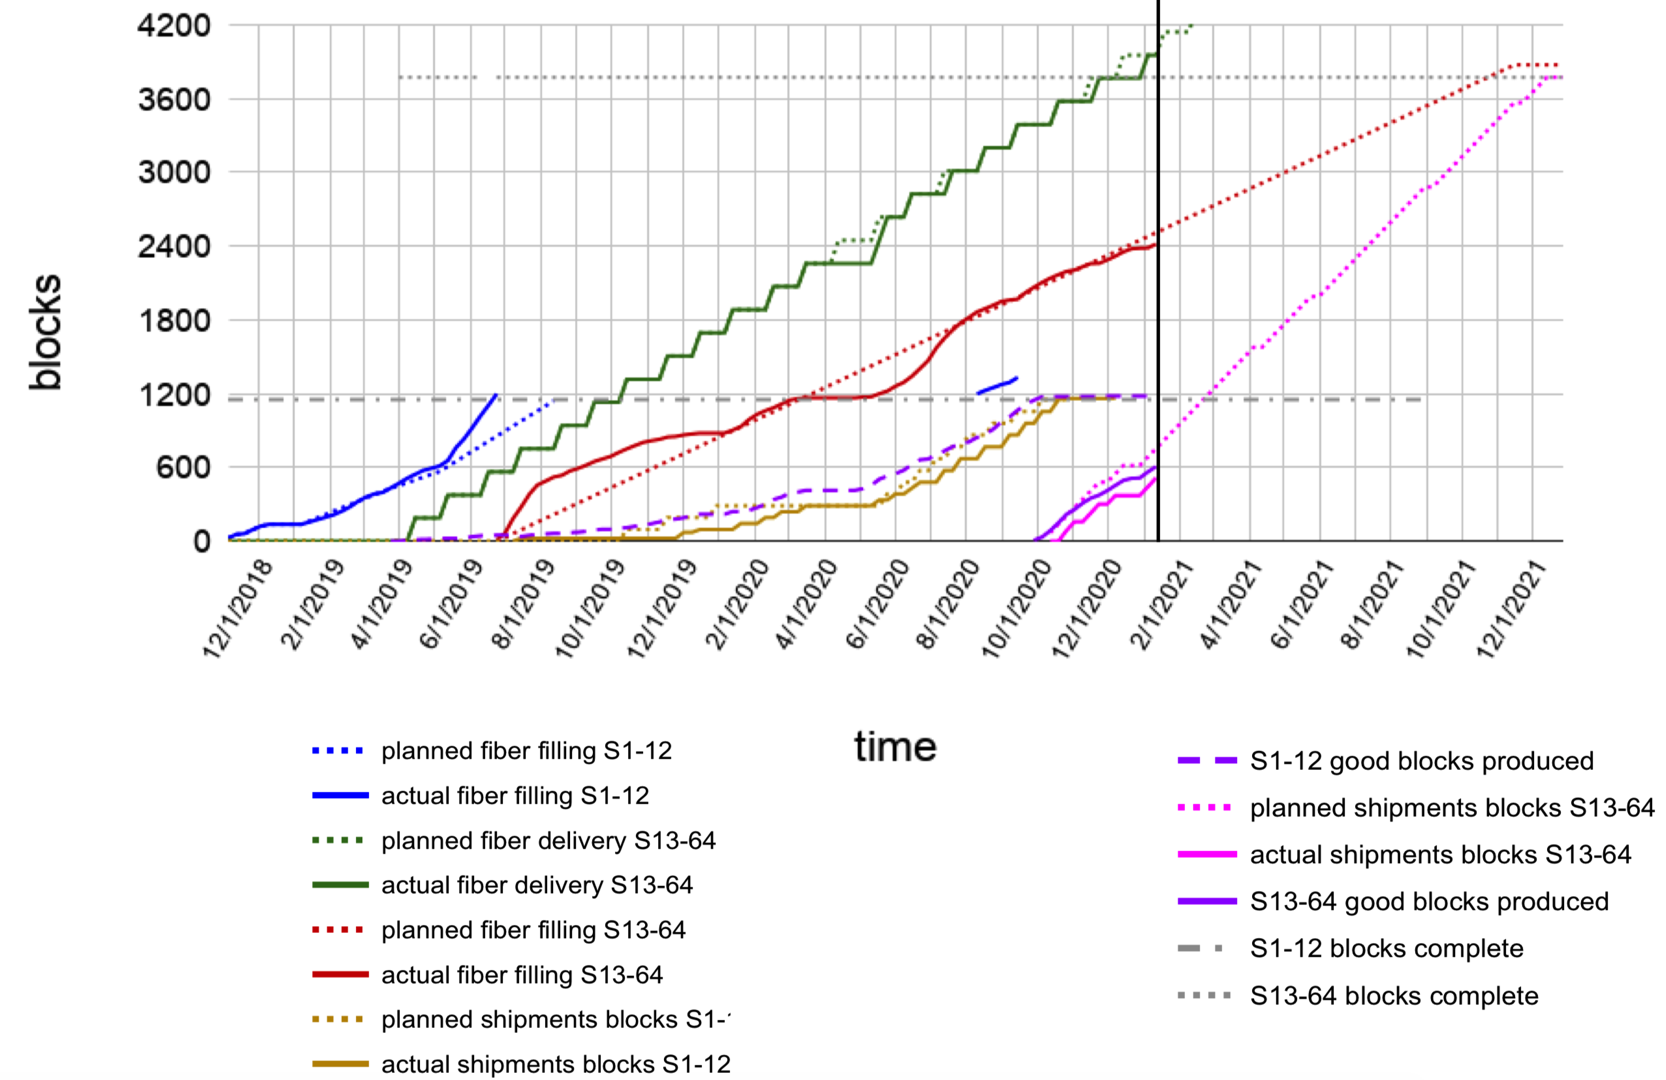 4200
3600
3000
2400
1800
1200
600
0
blocks
12/1/2018
2/1/2019
4/1/2019
6/1/2019
8/1/2019
10/1/2019
12/1/2019
2/1/2020
4/1/2020
6/1/2020
8/1/2020
10/1/2020
12/1/2020
2/1/2021
4/1/2021
6/1/2021
8/1/2021
10/1/2021
12/1/2021
time
planned fiber filling S1-12
actual fiber filling S1-12
planned fiber delivery S13-64
actual fiber delivery S13-64
planned fiber filling S13-64
actual fiber filling S13-64
planned shipments blocks S1-
actual shipments blocks S1-12
S1-12 good blocks produced
planned shipments blocks S13-64
actual shipments blocks S13-64
S13-64 good blocks produced
S1-12 blocks complete
S13-64 blocks complete